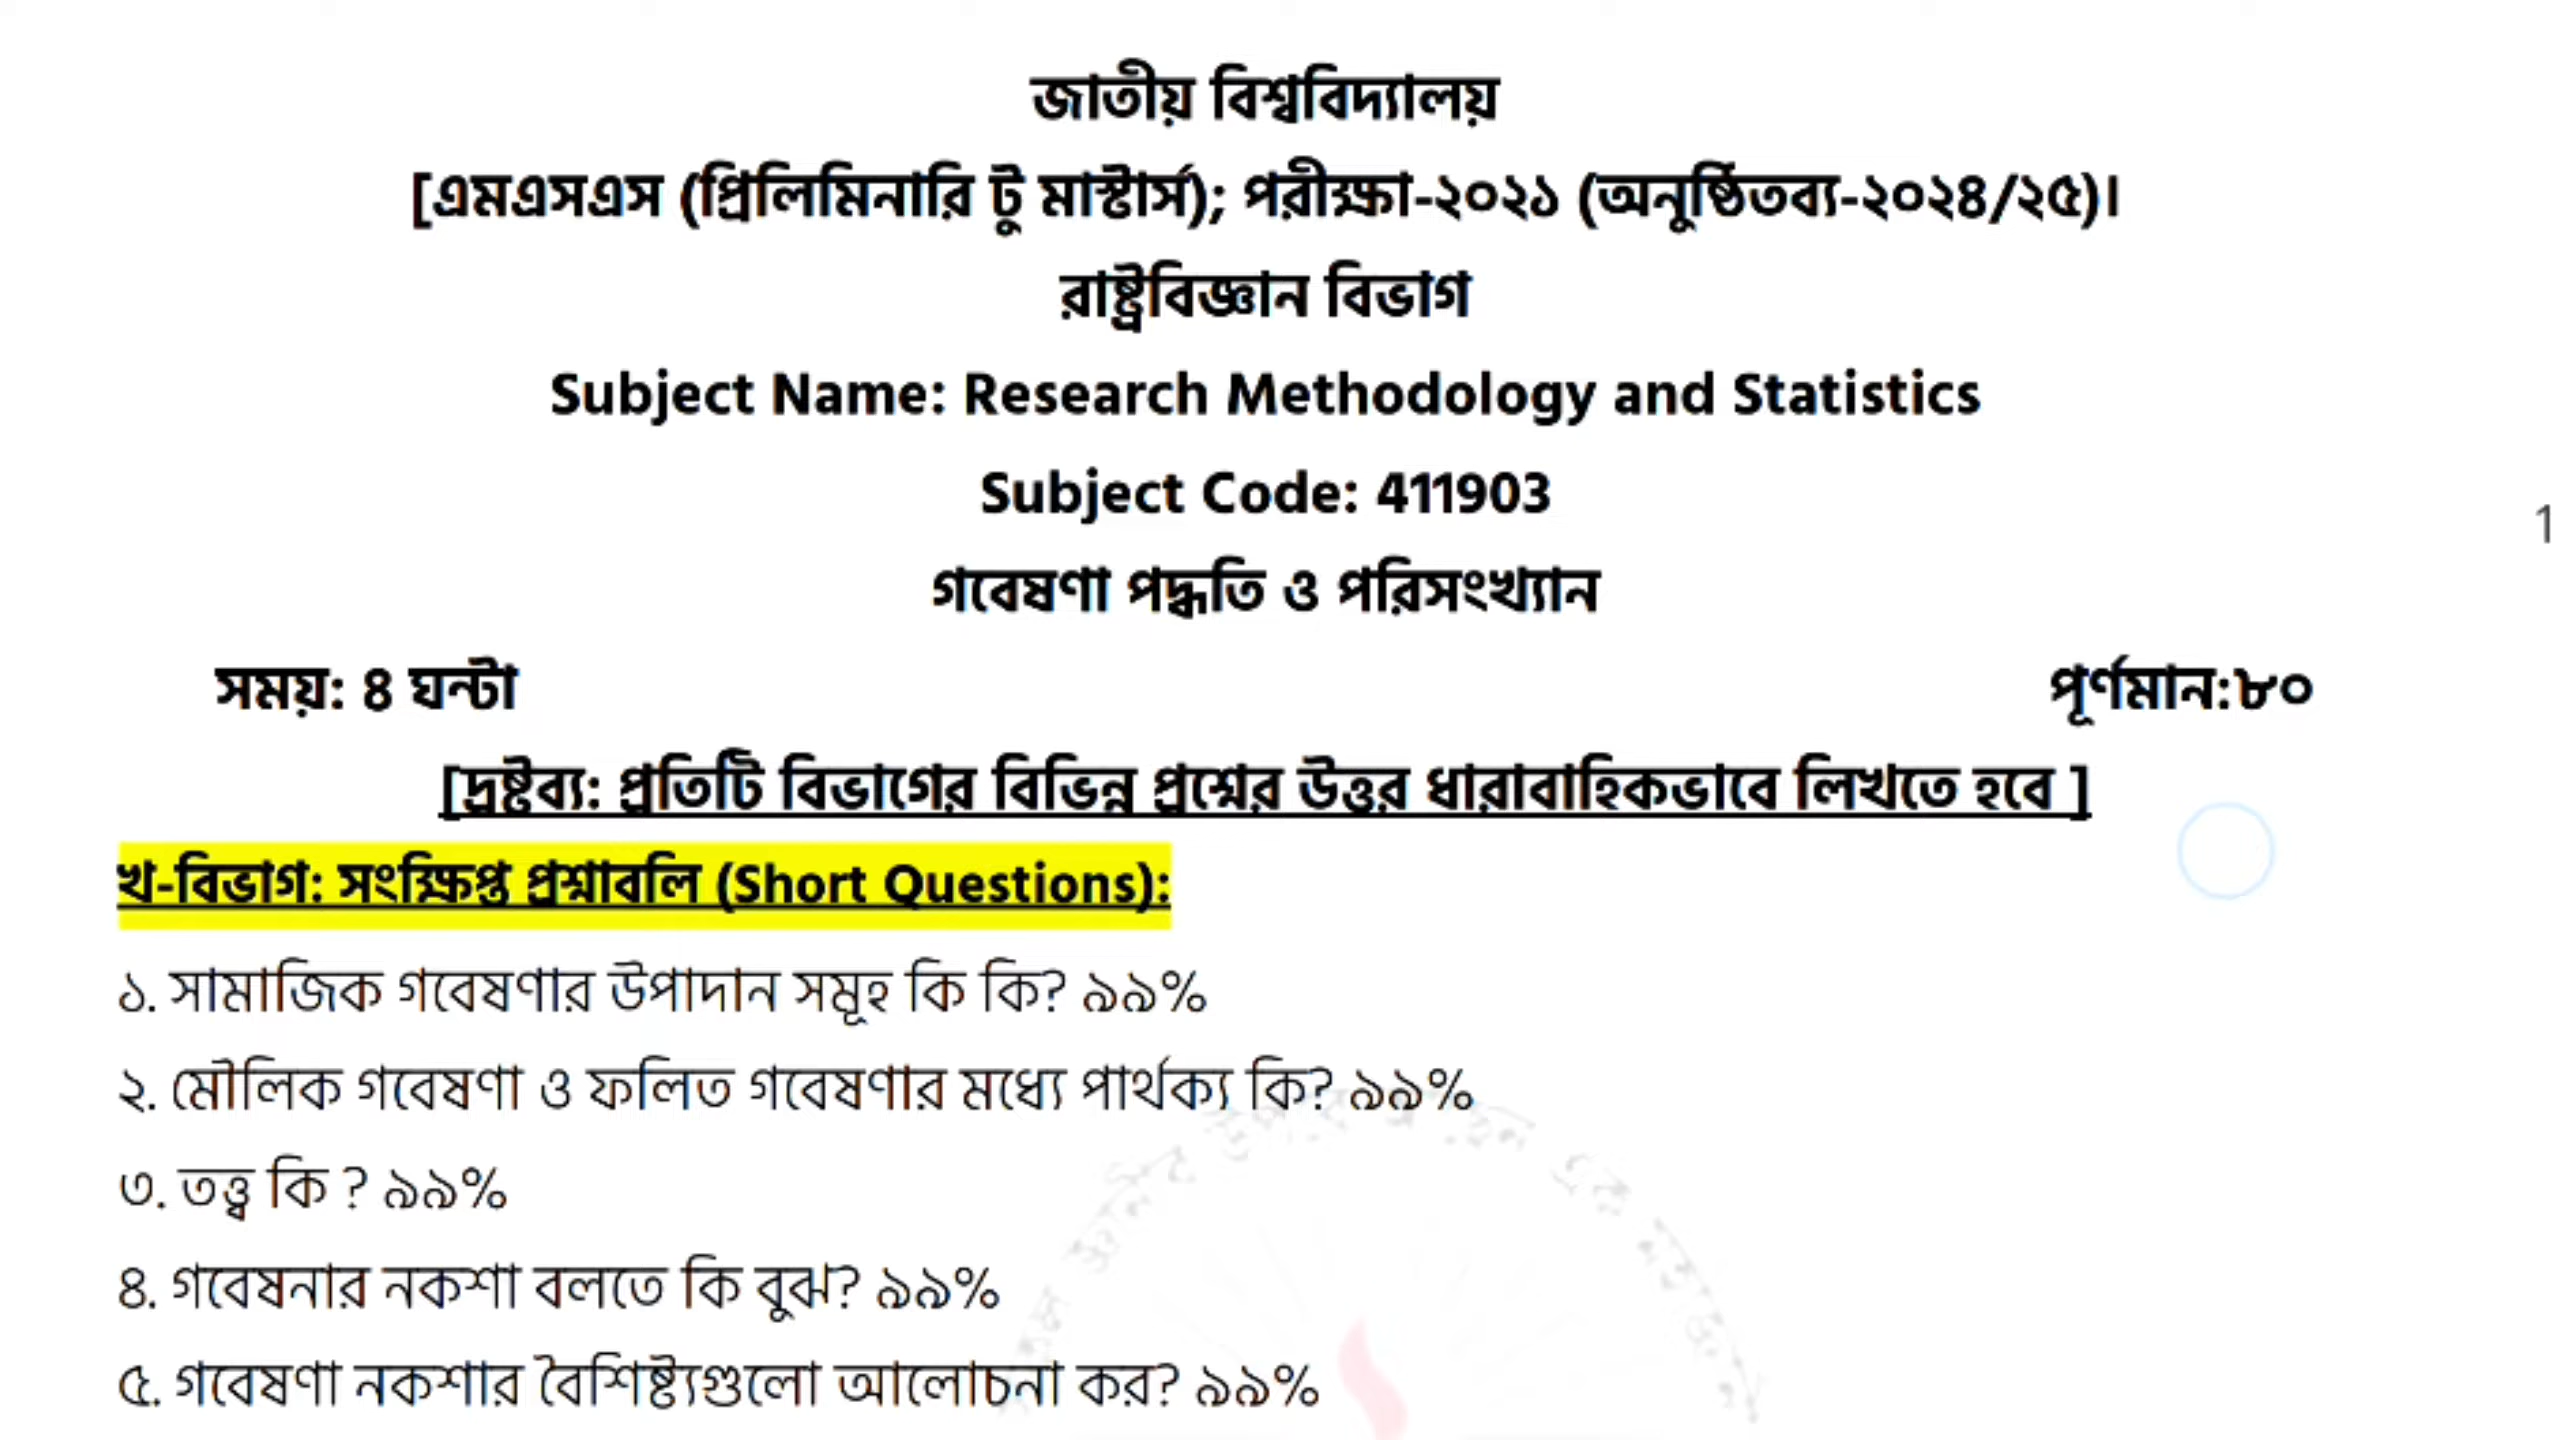 জাতীয় বিশ্ববিদ্যালয়
[এমএসএস (প্রিলিমিনারি টু মাস্টার্স); পরীক্ষা-২০২১ (অনুষ্ঠিতব্য-২০২৪/২৫)।
রাষ্ট্রবিজ্ঞান বিভাগ
Subject Name: Research Methodology and Statistics
Subject Code: 411903
1
গবেষণা পদ্ধতি ও পরিসংখ্যান
সময়: ৪ ঘন্টা পূর্ণমান:৮০
[দ্রষ্টব্য: প্রতিটি বিভাগের বিভিন্ন প্রশ্নের উত্তর ধারাবাহিকভাবে লিখতে হবে ]
খ-বিভাগ: সংক্ষিপ্ত প্রশ্নাবলি (Short Questions):
১. সামাজিক গবেষণার উপাদান সমূহ কি কি? ৯৯%
২. মৌলিক গবেষণা ও ফলিত গবেষণার মধ্যে পার্থক্য কি? ৯৯%
৩. তত্ত্ব কি ? ৯৯%
৪. গবেষনার নকশা বলতে কি বুঝ? ৯৯%
৫. গবেষণা নকশার বৈশিষ্ট্যগুলো আলোচনা কর? ৯৯%